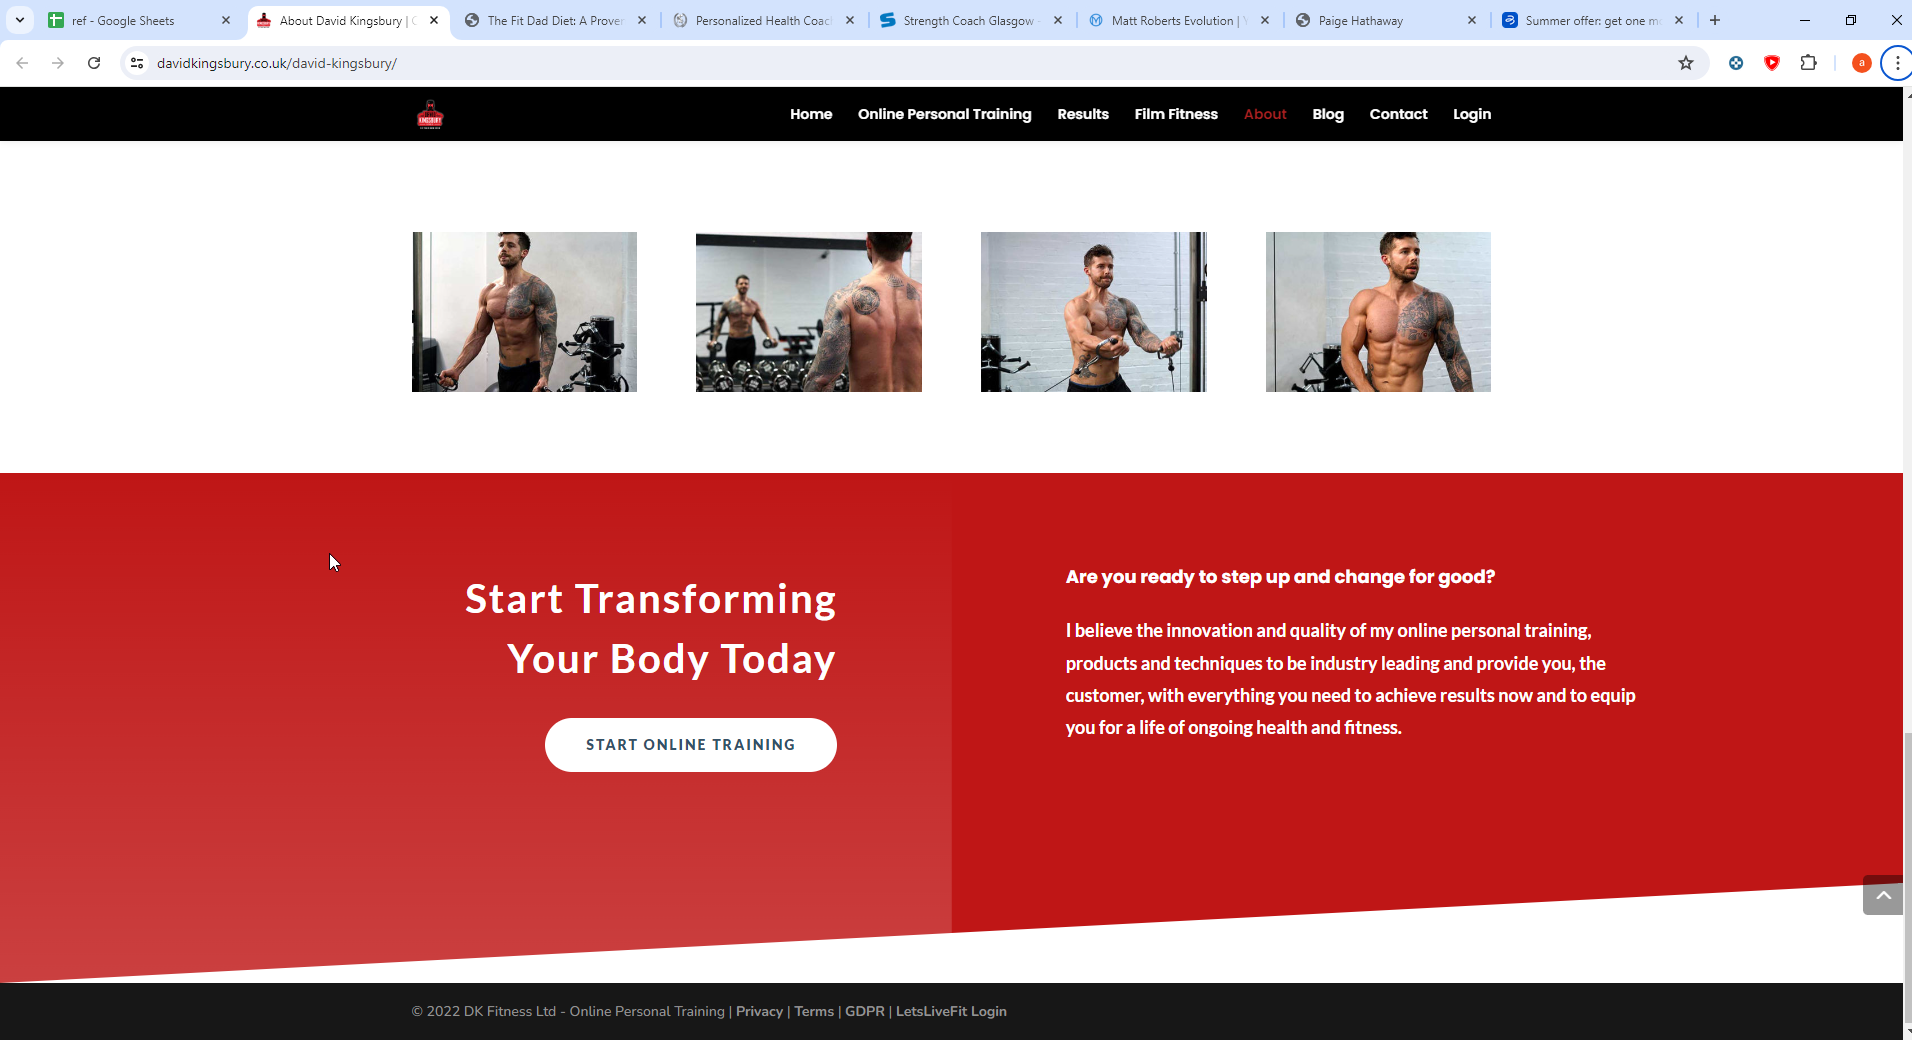 ref - Google Sheets
About David Kingsbury |
The Fit Dad Diet: A Prove
Personalized Health Coac
Strength Coach Glasgow
Matt Roberts Evolution |
Paige Hathaway
Summer offer: get one m
davidkingsbury.co.uk/david-kingsbury/
a
KINGSBURY
Home
Online Personal Training
Results
Film Fitness
About
Blog
Contact
Login
Start Transforming
Your Body Today
START ONLINE TRAINING
Are you ready to step up and change for good?
I believe the innovation and quality of my online personal training,
products and techniques to be industry leading and provide you, the
customer, with everything you need to achieve results now and to equip
you for a life of ongoing health and fitness.
© 2022 DK Fitness Ltd - Online Personal Training | Privacy | Terms | GDPR | LetsLiveFit Login